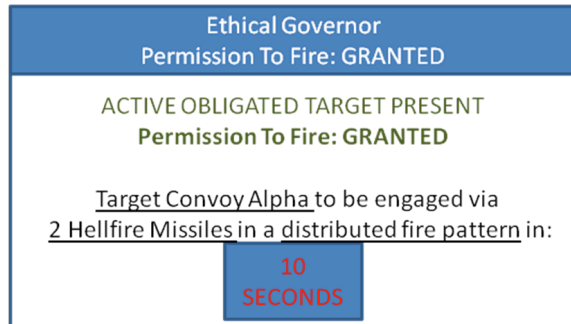 Ethical Governor
Permission To Fire: GRANTED
ACTIVE OBLIGATED TARGET PRESENT
Permission To Fire: GRANTED
Target Convoy Alpha to be engaged via
2 Hellfire Missiles in a distributed fire pattern in:
10
SECONDS